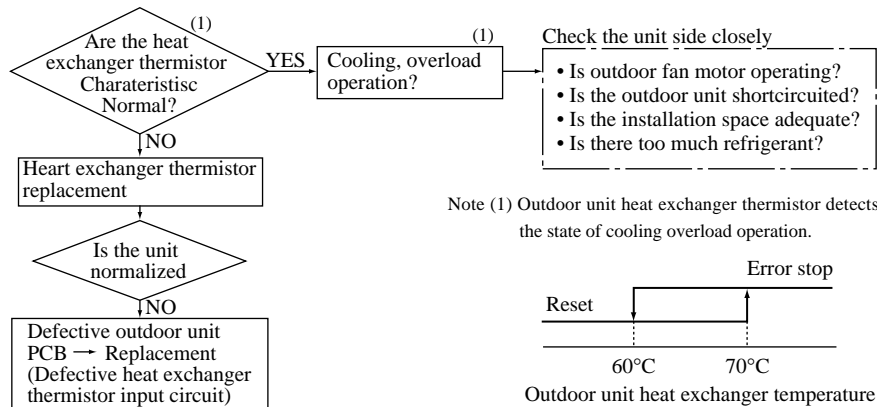 (1)
Are the heat
exchanger thermistor
Charateristisc
Normal?
YES
(1)
Cooling, overload
operation?
Check the unit side closely
• Is outdoor fan motor operating?
• Is the outdoor unit shortcircuited?
• Is the installation space adequate?
• Is there too much refrigerant?
NO
Heart exchanger thermistor
replacement
Is the unit
normalized
NO
Defective outdoor unit
PCB → Replacement
(Defective heat exchanger
thermistor input circuit)
Note (1) Outdoor unit heat exchanger thermistor detects
the state of cooling overload operation.
Error stop
Reset
60°C
70°C
Outdoor unit heat exchanger temperature